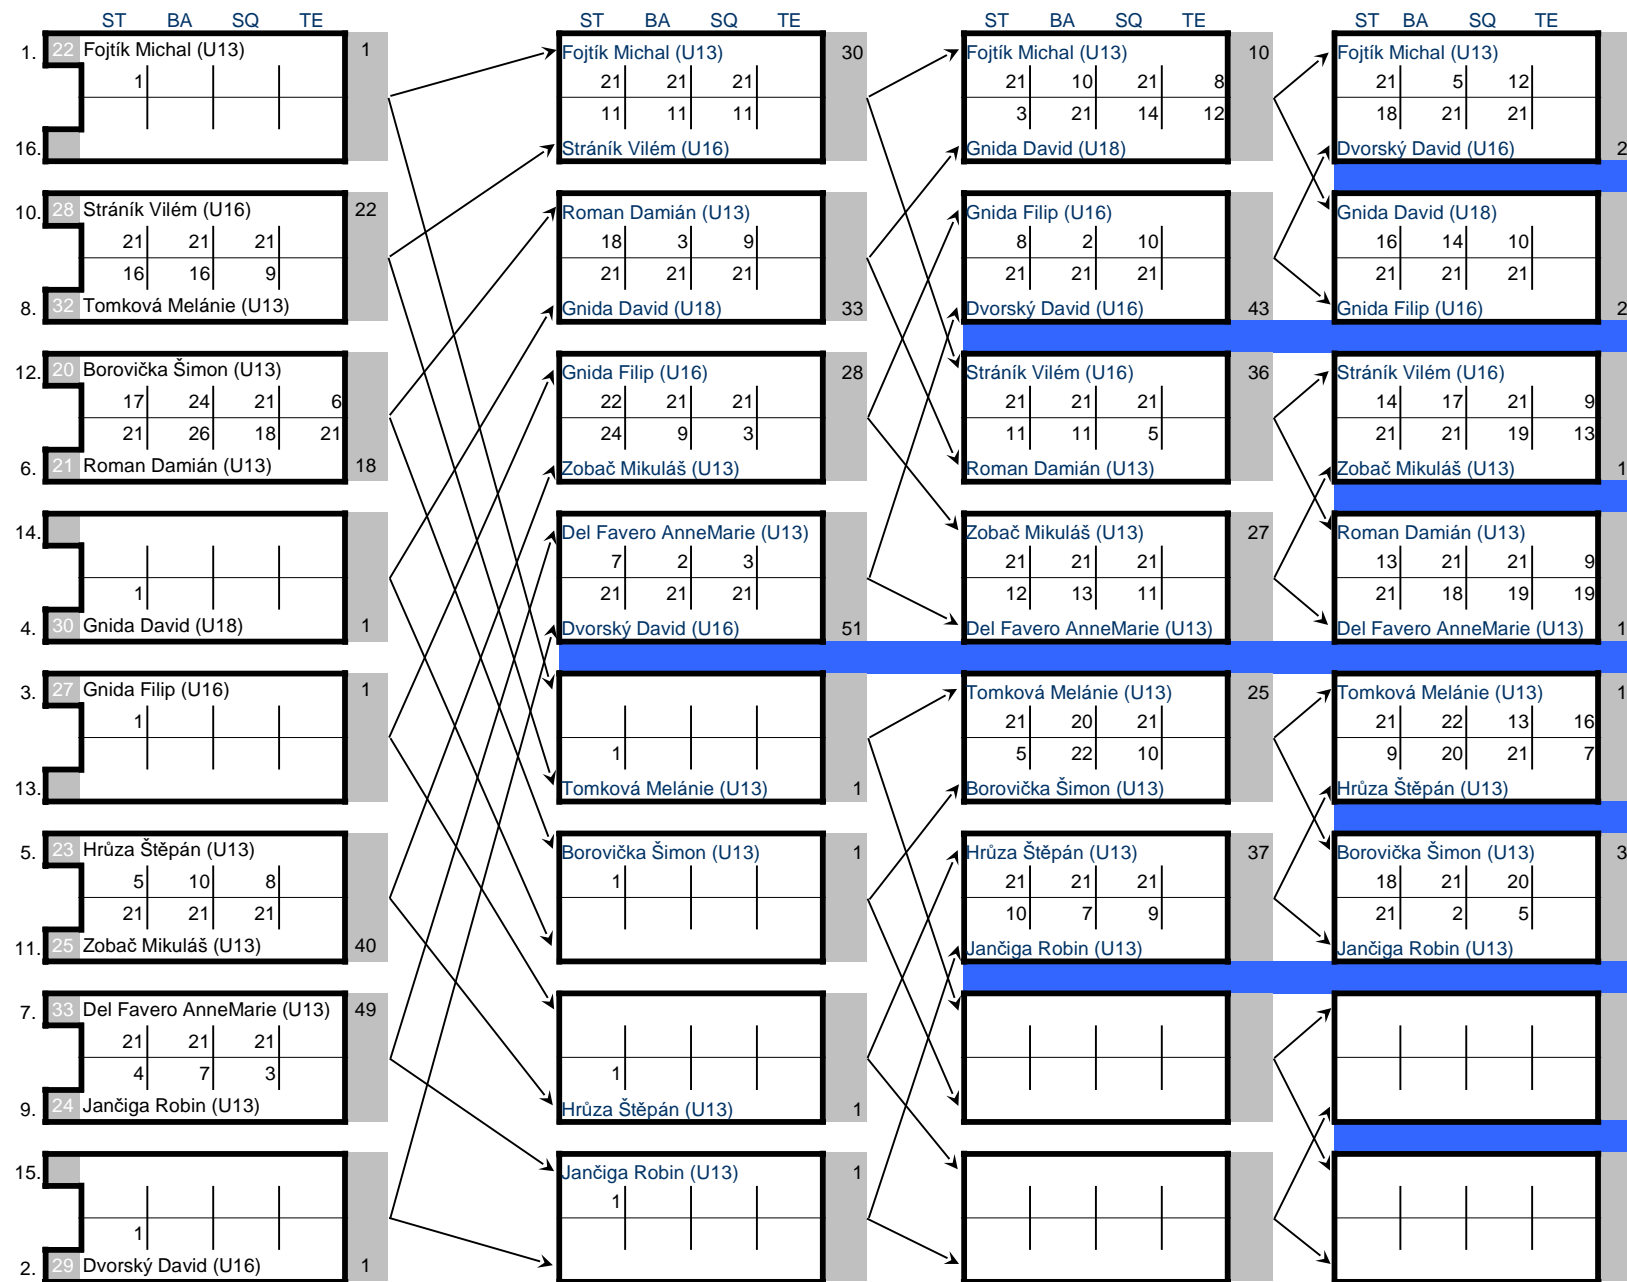 ST BA SQ TE
1. 22 Fojtík Michal (U13) 1
1
16.
10. 28 Stráník Vilém (U16) 22
21 21 21
16 16 9
8. 32 Tomková Melánie (U13)
12. 20 Borovička Šimon (U13)
17 24 21 6
21 26 18 21
6. 21 Roman Damián (U13) 18
14.
1
4. 30 Gnida David (U18) 1
3. 27 Gnida Filip (U16) 1
1
13.
5. 23 Hrůza Štěpán (U13)
5 10 8
21 21 21
11. 25 Zobač Mikuláš (U13) 40
7. 33 Del Favero AnneMarie (U13) 49
21 21 21
4 7 3
9. 24 Jančiga Robin (U13)
15.
1
2. 29 Dvorský David (U16) 1
ST BA SQ TE
Fojtík Michal (U13) 30
21 21 21
11 11 11
Stráník Vilém (U16)
Roman Damián (U13)
18 3 9
21 21 21
Gnida David (U18) 33
Gnida Filip (U16) 28
22 21 21
24 9 3
Zobač Mikuláš (U13)
Del Favero AnneMarie (U13)
7 2 3
21 21 21
Dvorský David (U16) 51
1
Tomková Melánie (U13) 1
Borovička Šimon (U13) 1
1
1
Hrůza Štěpán (U13) 1
Jančiga Robin (U13) 1
1
ST BA SQ TE
Fojtík Michal (U13) 10
21 10 21 8
3 21 14 12
Gnida David (U18)
Gnida Filip (U16)
8 2 10
21 21 21
Dvorský David (U16) 43
Stráník Vilém (U16) 36
21 21 21
11 11 5
Roman Damián (U13)
Zobač Mikuláš (U13) 27
21 21 21
12 13 11
Del Favero AnneMarie (U13)
Tomková Melánie (U13) 25
21 20 21
5 22 10
Borovička Šimon (U13)
Hrůza Štěpán (U13) 37
21 21 21
10 7 9
Jančiga Robin (U13)
ST BA SQ TE
Fojtík Michal (U13)
21 5 12
18 21 21
Dvorský David (U16) 2
Gnida David (U18)
16 14 10
21 21 21
Gnida Filip (U16) 2
Stráník Vilém (U16)
14 17 21 9
21 21 19 13
Zobač Mikuláš (U13) 1
Roman Damián (U13)
13 21 21 9
21 18 19 19
Del Favero AnneMarie (U13) 1
Tomková Melánie (U13) 1
21 22 13 16
9 20 21 7
Hrůza Štěpán (U13)
Borovička Šimon (U13) 3
18 21 20
21 2 5
Jančiga Robin (U13)